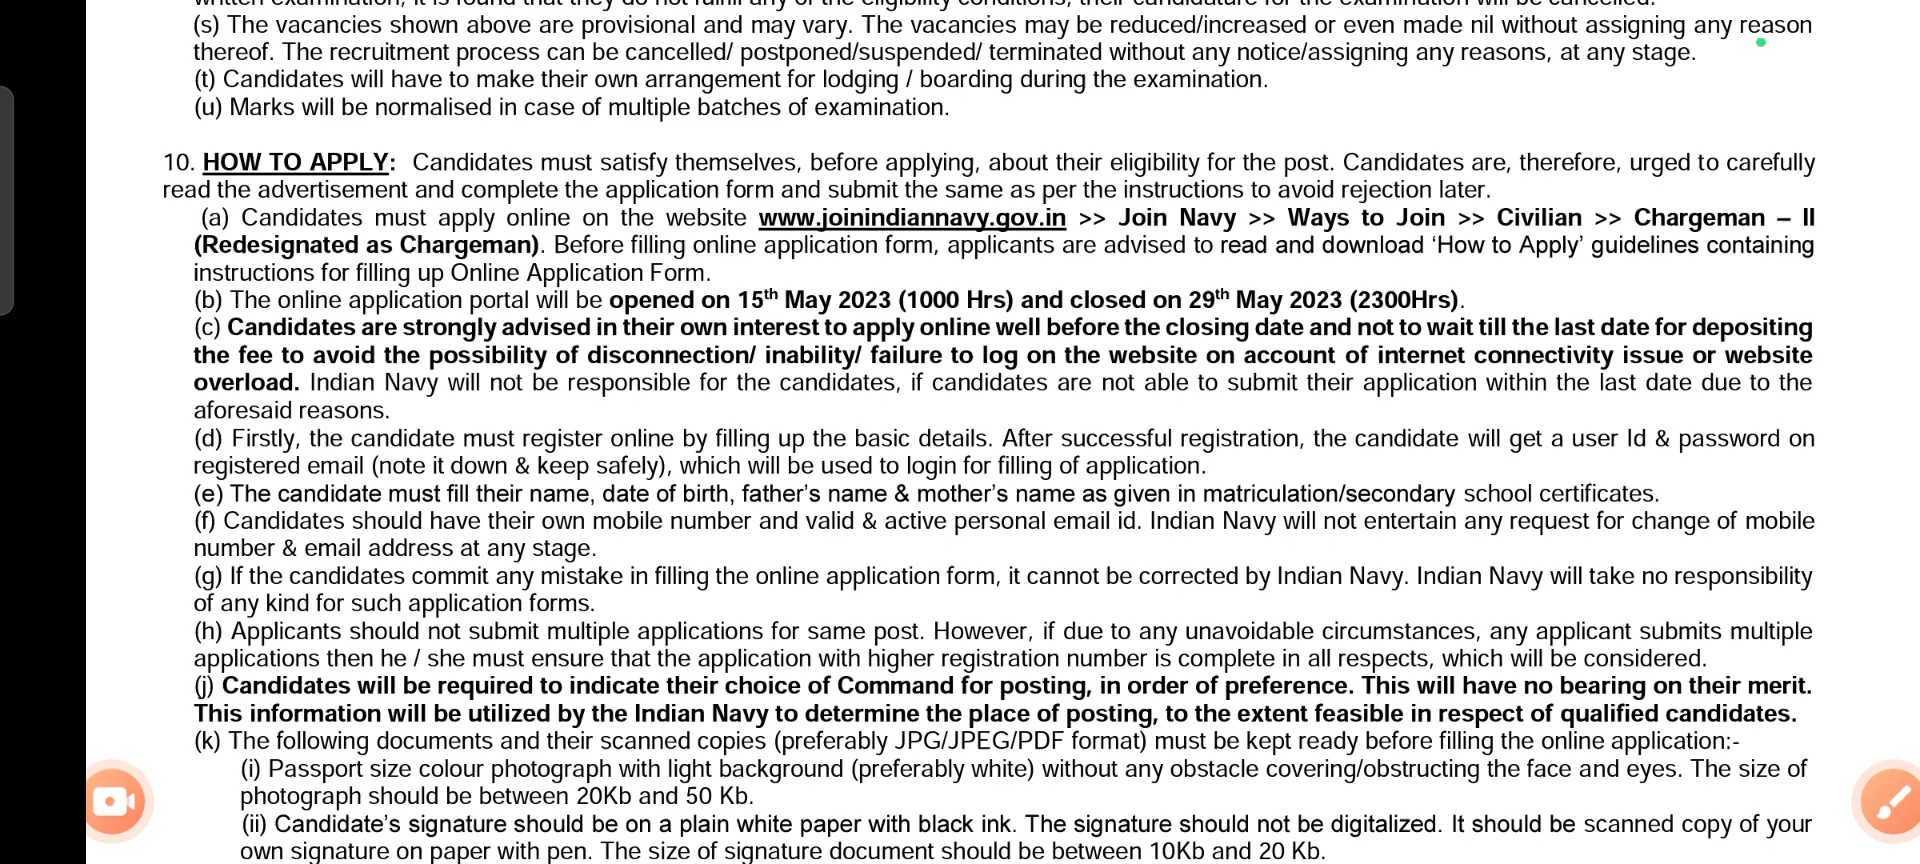 written examination, it is found that they do not fulfill any of the eligibility conditions, their candidature for the examination will be cancelled.
(s) The vacancies shown above are provisional and may vary. The vacancies may be reduced/increased or even made nil without assigning any reason
thereof. The recruitment process can be cancelled/ postponed/suspended/ terminated without any notice/assigning any reasons, at any stage.
(t) Candidates will have to make their own arrangement for lodging / boarding during the examination.
(u) Marks will be normalised in case of multiple batches of examination.
10. HOW TO APPLY: Candidates must satisfy themselves, before applying, about their eligibility for the post. Candidates are, therefore, urged to carefully
read the advertisement and complete the application form and submit the same as per the instructions to avoid rejection later.
(a) Candidates must apply online on the website www.joinindiannavy.gov.in >> Join Navy >> Ways to Join >> Civilian >> Chargeman – II
(Redesignated as Chargeman). Before filling online application form, applicants are advised to read and download ‘How to Apply’ guidelines containing
instructions for filling up Online Application Form.
(b) The online application portal will be opened on 15th May 2023 (1000 Hrs) and closed on 29th May 2023 (2300Hrs).
(c) Candidates are strongly advised in their own interest to apply online well before the closing date and not to wait till the last date for depositing
the fee to avoid the possibility of disconnection/ inability/ failure to log on the website on account of internet connectivity issue or website
overload. Indian Navy will not be responsible for the candidates, if candidates are not able to submit their application within the last date due to the
aforesaid reasons.
(d) Firstly, the candidate must register online by filling up the basic details. After successful registration, the candidate will get a user Id & password on
registered email (note it down & keep safely), which will be used to login for filling of application.
(e) The candidate must fill their name, date of birth, father’s name & mother’s name as given in matriculation/secondary school certificates.
(f) Candidates should have their own mobile number and valid & active personal email id. Indian Navy will not entertain any request for change of mobile
number & email address at any stage.
(g) If the candidates commit any mistake in filling the online application form, it cannot be corrected by Indian Navy. Indian Navy will take no responsibility
of any kind for such application forms.
(h) Applicants should not submit multiple applications for same post. However, if due to any unavoidable circumstances, any applicant submits multiple
applications then he / she must ensure that the application with higher registration number is complete in all respects, which will be considered.
(j) Candidates will be required to indicate their choice of Command for posting, in order of preference. This will have no bearing on their merit.
This information will be utilized by the Indian Navy to determine the place of posting, to the extent feasible in respect of qualified candidates.
(k) The following documents and their scanned copies (preferably JPG/JPEG/PDF format) must be kept ready before filling the online application:-
(i) Passport size colour photograph with light background (preferably white) without any obstacle covering/obstructing the face and eyes. The size of
photograph should be between 20Kb and 50 Kb.
(ii) Candidate’s signature should be on a plain white paper with black ink. The signature should not be digitalized. It should be scanned copy of your
own signature on paper with pen. The size of signature document should be between 10Kb and 20 Kb.